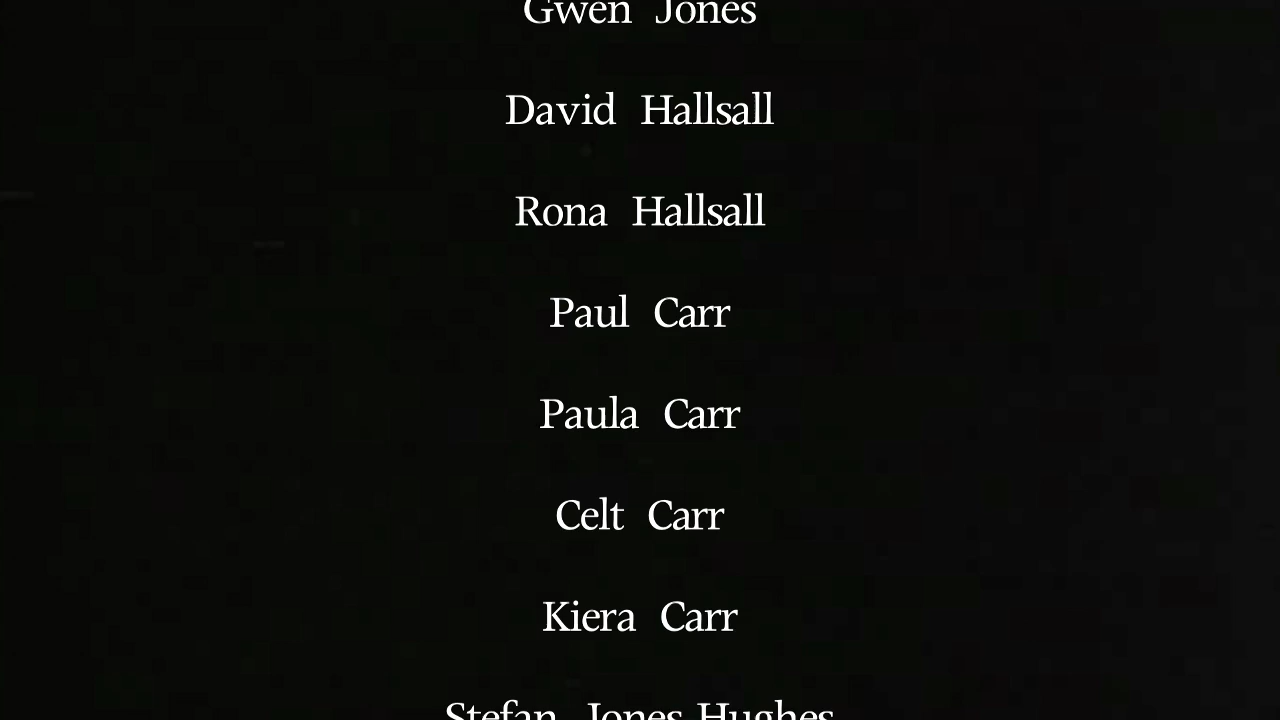 Gwen Jones
David Hallsall
Rona Hallsall
Paul Carr
Paula Carr
Celt Carr
Kiera Carr
Stefan Jones Hughes